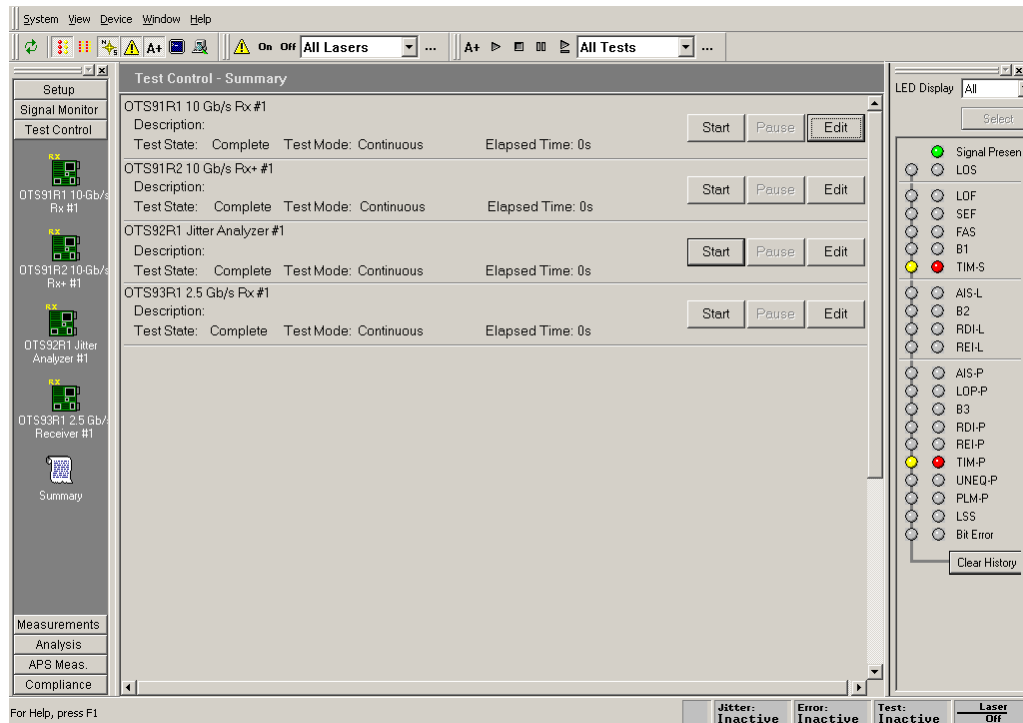 System View Device Window Help
A+ On Off All Lasers ... A+ All Tests ...
Setup
Signal Monitor
Test Control
RX
OTS91R1 10-Gb/s
Rx #1
RX
OTS91R2 10-Gb/s
Rx+ #1
RX
OTS92R1 Jitter
Analyzer #1
RX
OTS93R1 2.5 Gb/s
Receiver #1
Summary
Measurements
Analysis
APS Meas.
Compliance
Test Control - Summary
OTS91R1 10 Gb/s Rx #1
Description:
Test State: Complete Test Mode: Continuous Elapsed Time: 0s
Start Pause Edit
OTS91R2 10 Gb/s Rx+ #1
Description:
Test State: Complete Test Mode: Continuous Elapsed Time: 0s
Start Pause Edit
OTS92R1 Jitter Analyzer #1
Description:
Test State: Complete Test Mode: Continuous Elapsed Time: 0s
Start Pause Edit
OTS93R1 2.5 Gb/s Rx #1
Description:
Test State: Complete Test Mode: Continuous Elapsed Time: 0s
Start Pause Edit
LED Display All
Select
Signal Presen
LOS
LOF
SEF
FAS
B1
TIM-S
AIS-L
B2
RDI-L
REI-L
AIS-P
LOP-P
B3
RDI-P
REI-P
TIM-P
UNEQ-P
PLM-P
LSS
Bit Error
Clear History
For Help, press F1
Jitter: Inactive
Error: Inactive
Test: Inactive
Laser Off